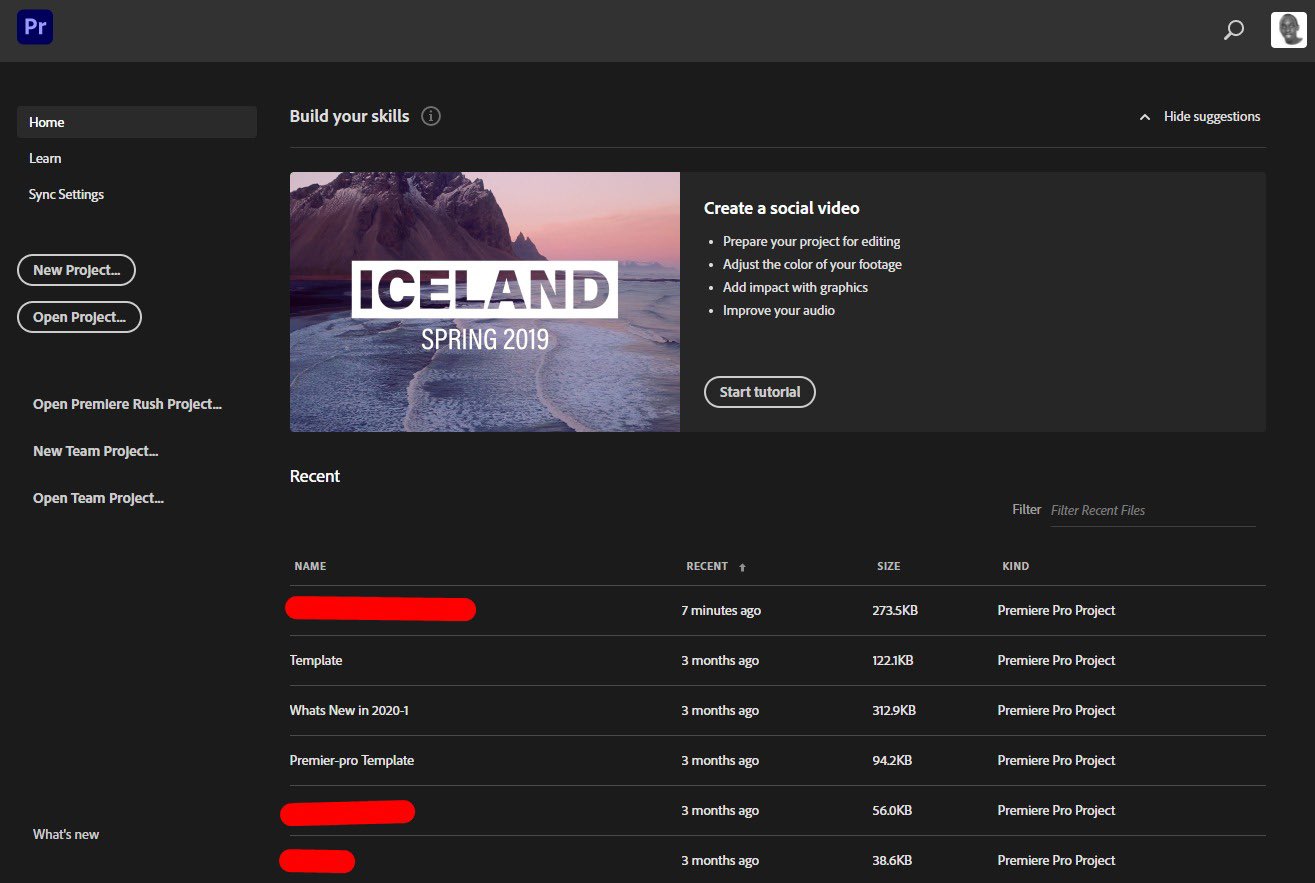 Pr
Home
Learn
Sync Settings
New Project...
Open Project...
Open Premiere Rush Project...
New Team Project...
Open Team Project...
What's new
Build your skills
Hide suggestions
ICELAND
SPRING 2019
Create a social video
• Prepare your project for editing
• Adjust the color of your footage
• Add impact with graphics
• Improve your audio
Start tutorial
Recent
Filter Filter Recent Files
NAME RECENT SIZE KIND
7 minutes ago 273.5KB Premiere Pro Project
Template 3 months ago 122.1KB Premiere Pro Project
Whats New in 2020-1 3 months ago 312.9KB Premiere Pro Project
Premier-pro Template 3 months ago 94.2KB Premiere Pro Project
3 months ago 56.0KB Premiere Pro Project
3 months ago 38.6KB Premiere Pro Project